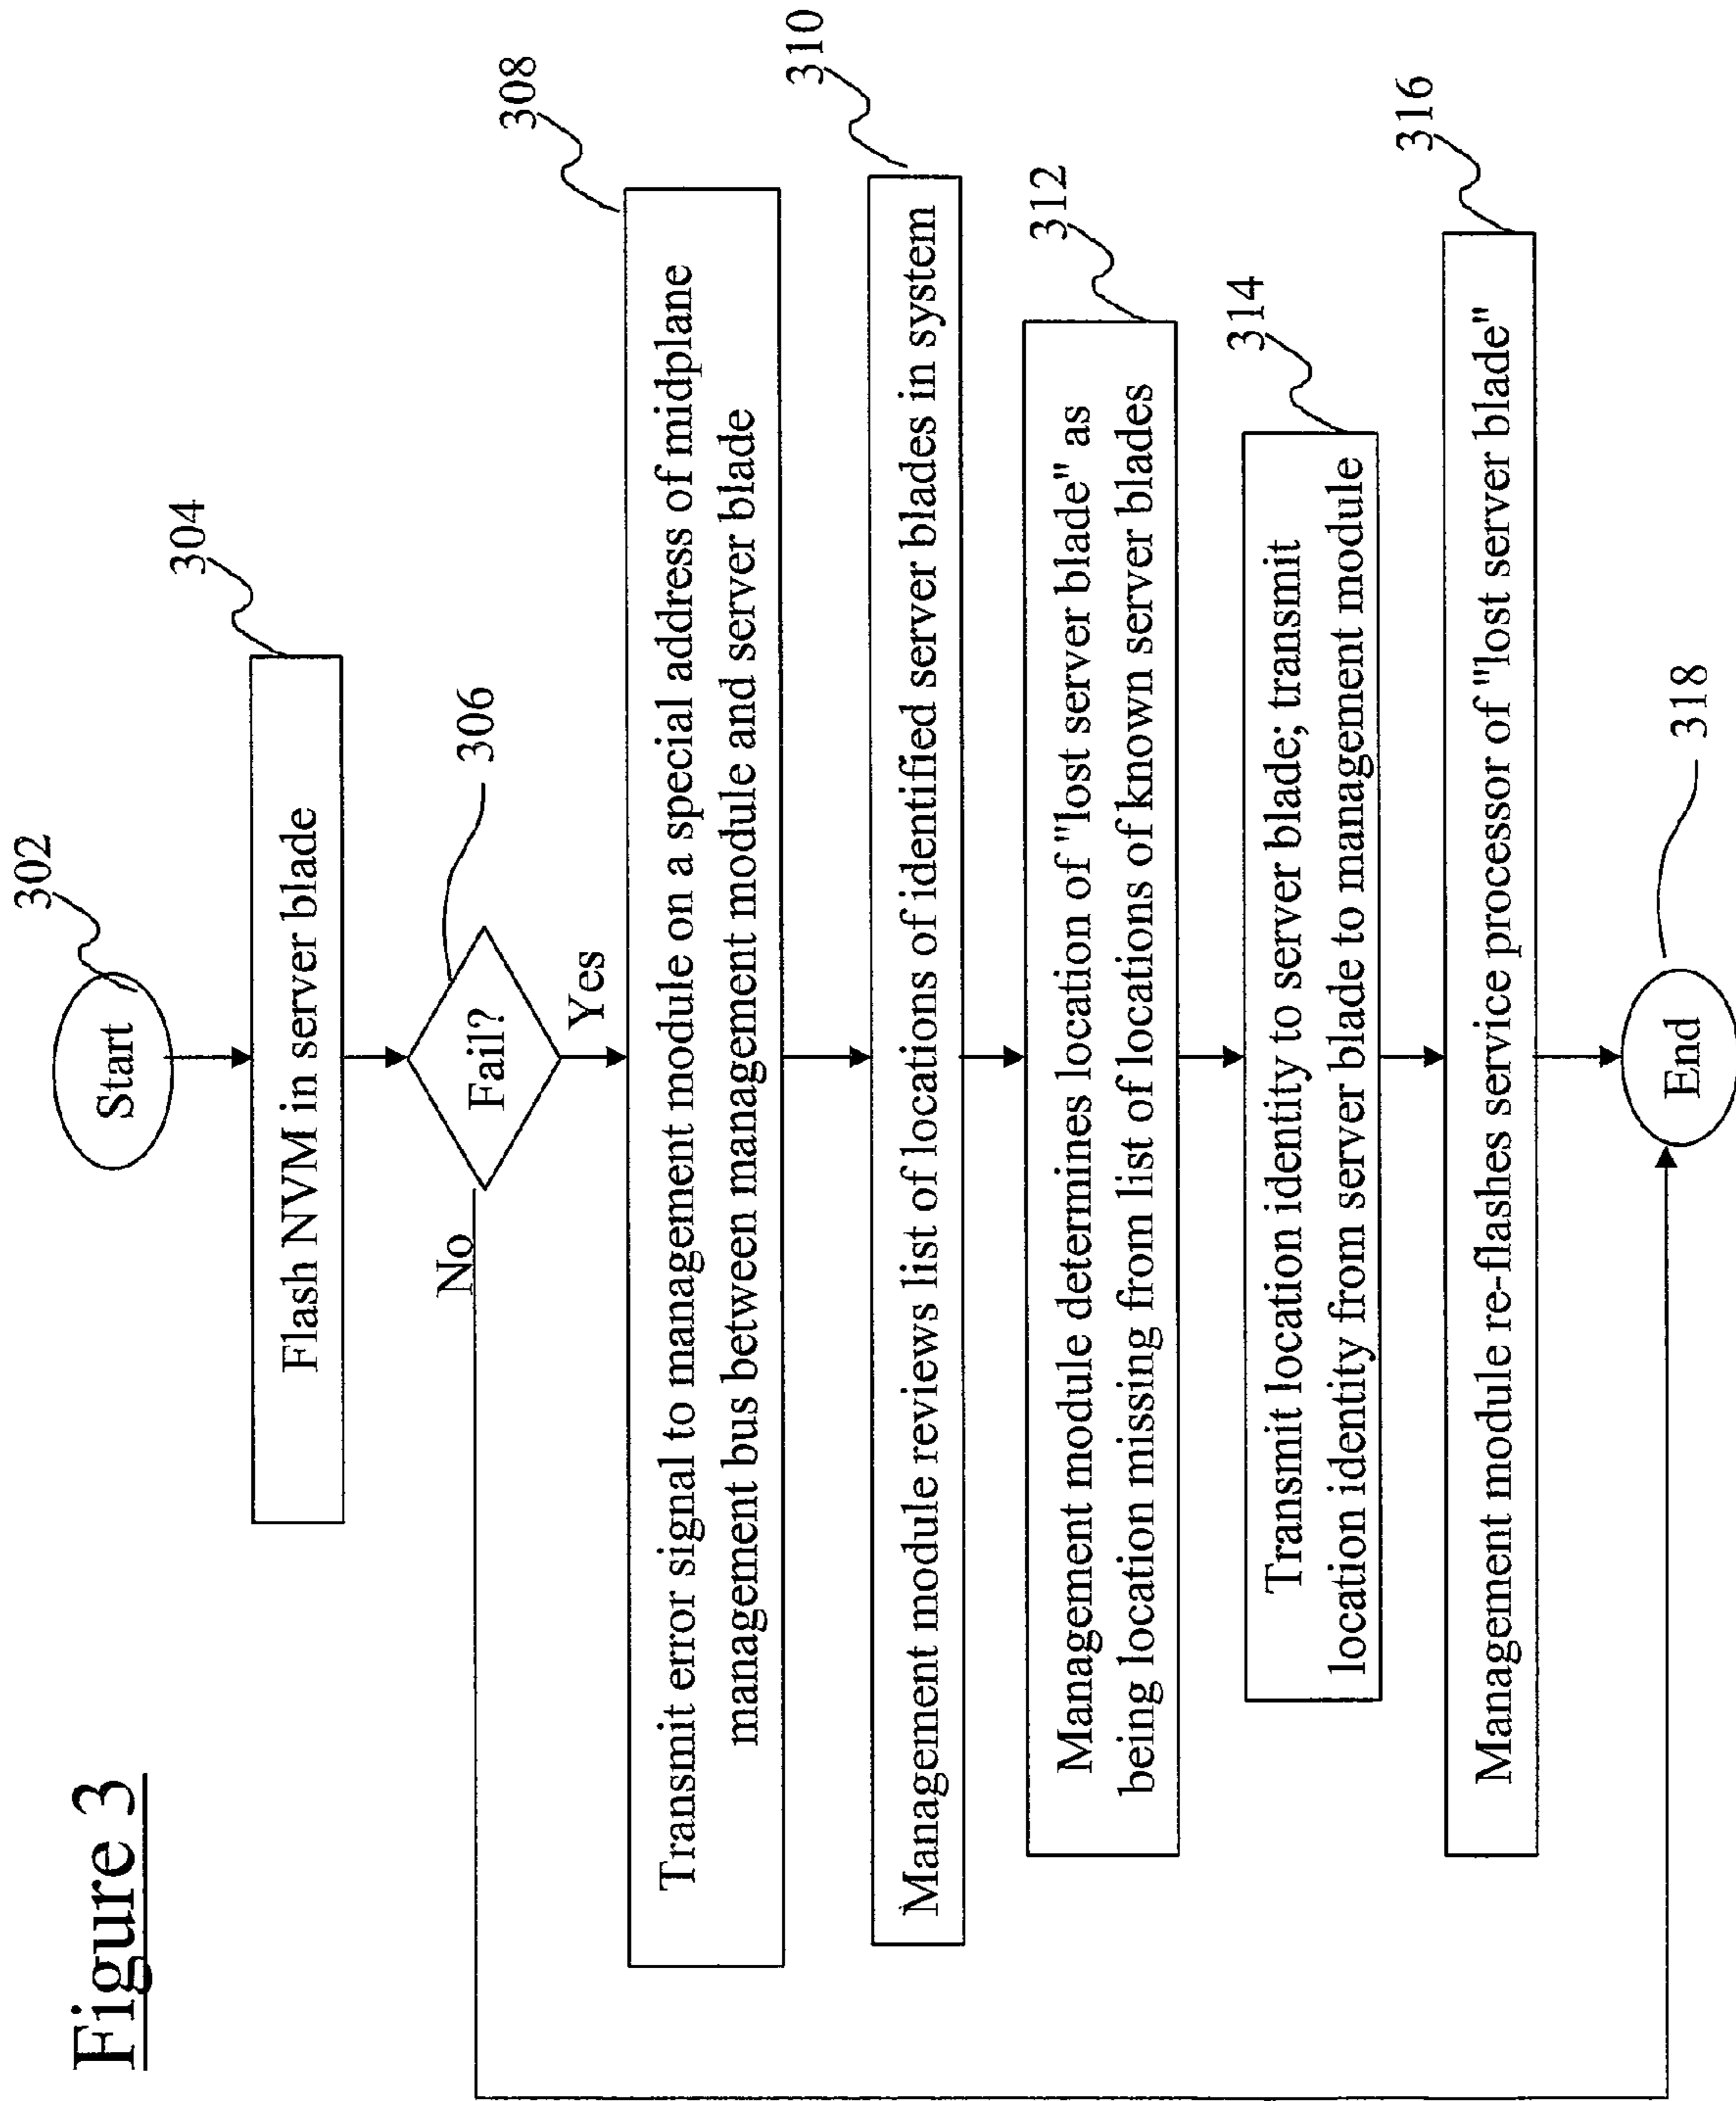 Figure 3
302
Start
304
Flash NVM in server blade
306
Fail?
No
Yes
308
Transmit error signal to management module on a special address of midplane
management bus between management module and server blade
310
Management module reviews list of locations of identified server blades in system
312
Management module determines location of "lost server blade" as
being location missing from list of locations of known server blades
314
Transmit location identity to server blade; transmit
location identity from server blade to management module
316
Management module re-flashes service processor of "lost server blade"
318
End